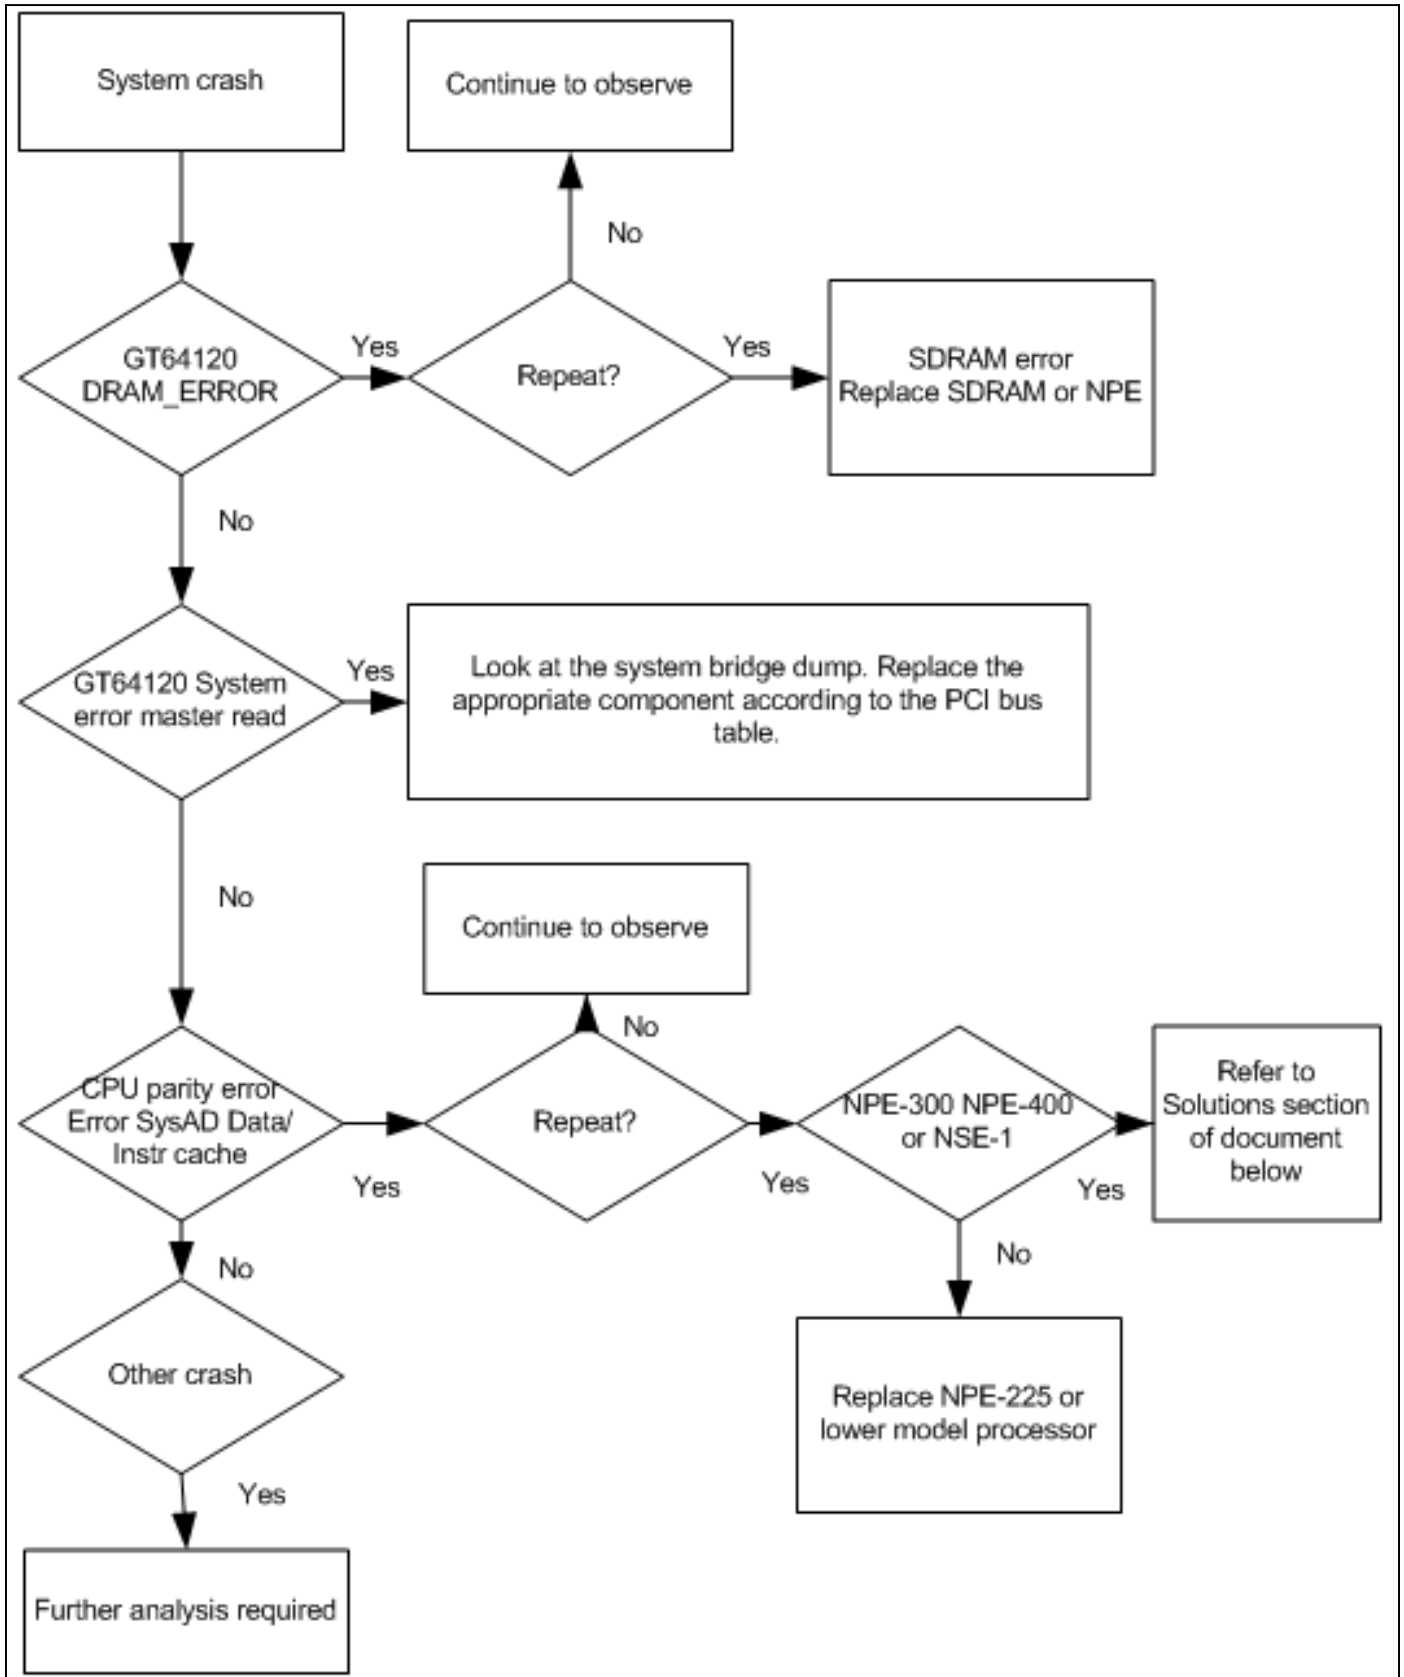 System crash
Continue to observe
No
GT64120
DRAM_ERROR
Yes
Repeat?
Yes
SDRAM error
Replace SDRAM or NPE
No
GT64120 System
error master read
Yes
Look at the system bridge dump. Replace the
appropriate component according to the PCI bus
table.
No
Continue to observe
No
CPU parity error
Error SysAD Data/
Instr cache
Yes
Repeat?
Yes
NPE-300 NPE-400
or NSE-1
Yes
Refer to
Solutions section
of document
below
No
No
Replace NPE-225 or
lower model processor
Other crash
Yes
Further analysis required